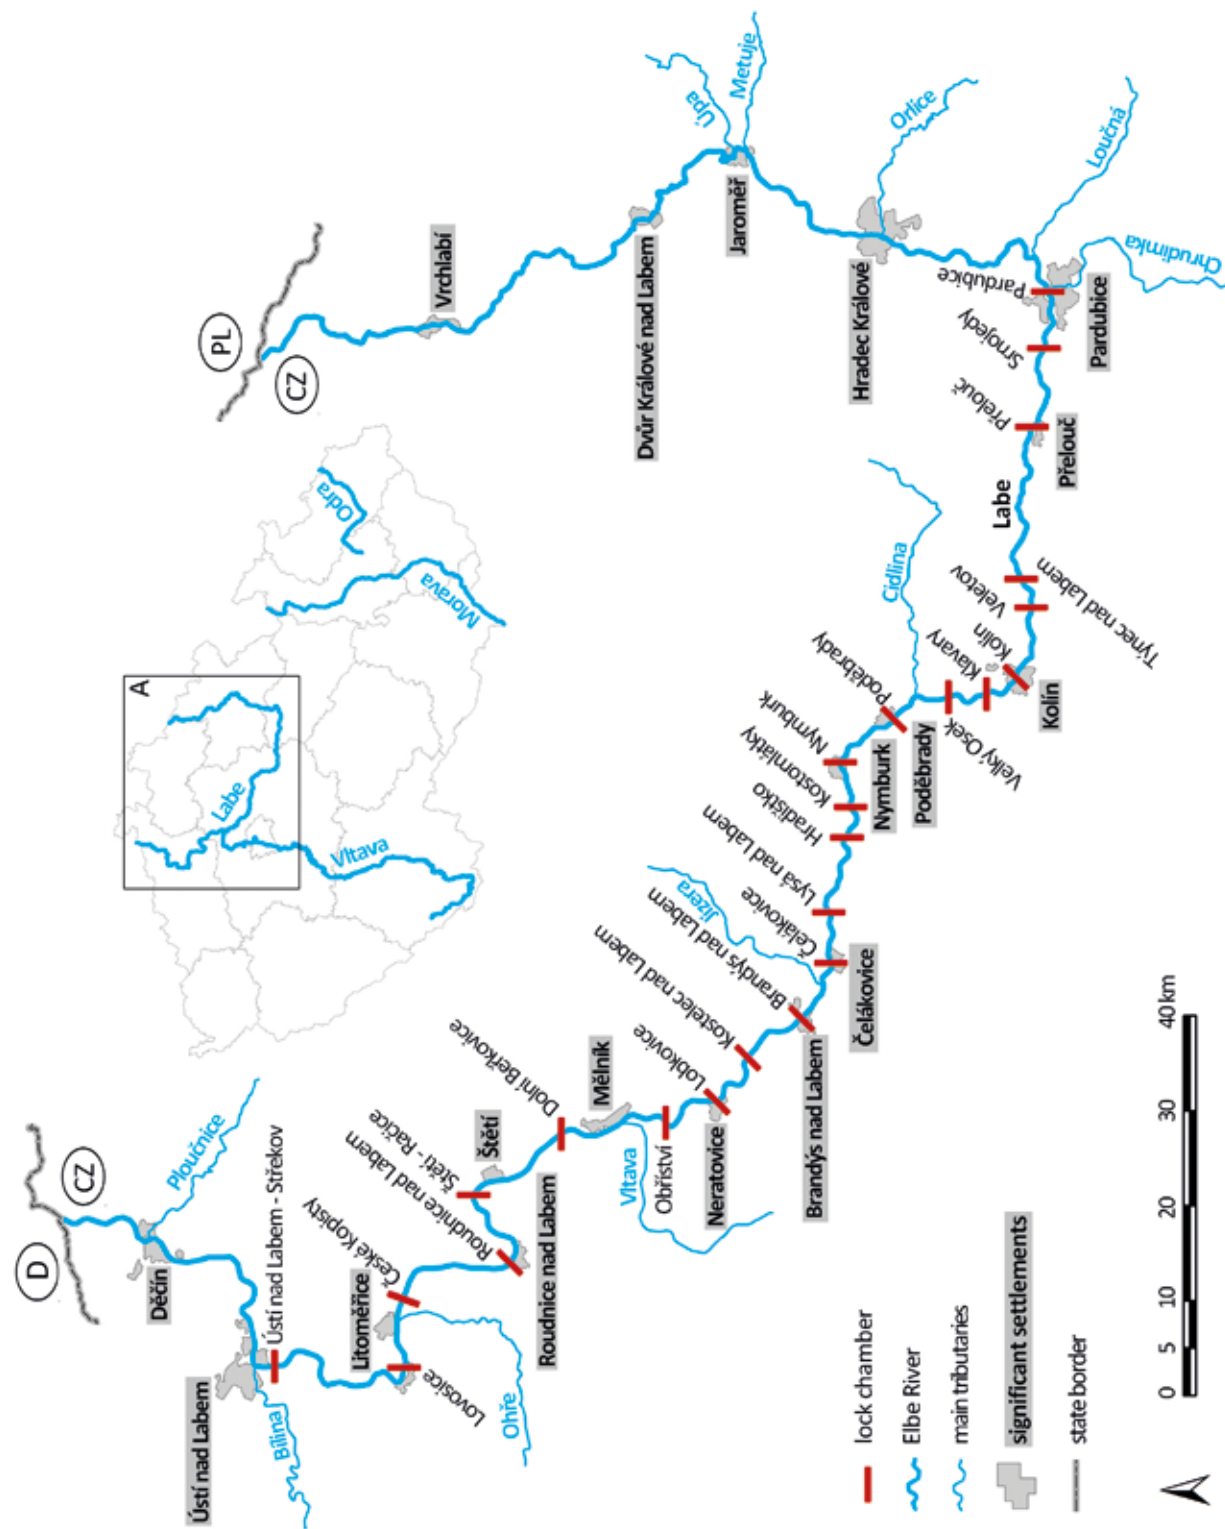 D
CZ
Ploučnice
Děčín
Ústí nad Labem
Ústí nad Labem - Střekov
Bílina
Lovosice
Litoměřice
České Kopisty
Ohře
Roudnice nad Labem
Roudnice nad Labem
Štětí - Račice
Štětí
Dolní Beřkovice
Mělník
Vltava
Obříství
Neratovice
Lobkovice
Kostelec nad Labem
Brandýs nad Labem
Brandýs nad Labem
Jizera
Čelákovice
Čelákovice
Lysá nad Labem
Hradištko
Kostomlátky
Nymburk
Nymburk
Poděbrady
Poděbrady
Cidlina
Velký Osek
Klavary
Kolín
Kolín
Veletov
Týnec nad Labem
Labe
Přelouč
Přelouč
Srnojedy
Pardubice
Pardubice
Chrudimka
Loučná
Orlice
Hradec Králové
Jaroměř
Metuje
Úpa
Dvůr Králové nad Labem
Vrchlabí
PL
CZ
A
Labe
Vltava
Morava
Odra
lock chamber
Elbe River
main tributaries
significant settlements
state border
0 5 10 20 30 40 km